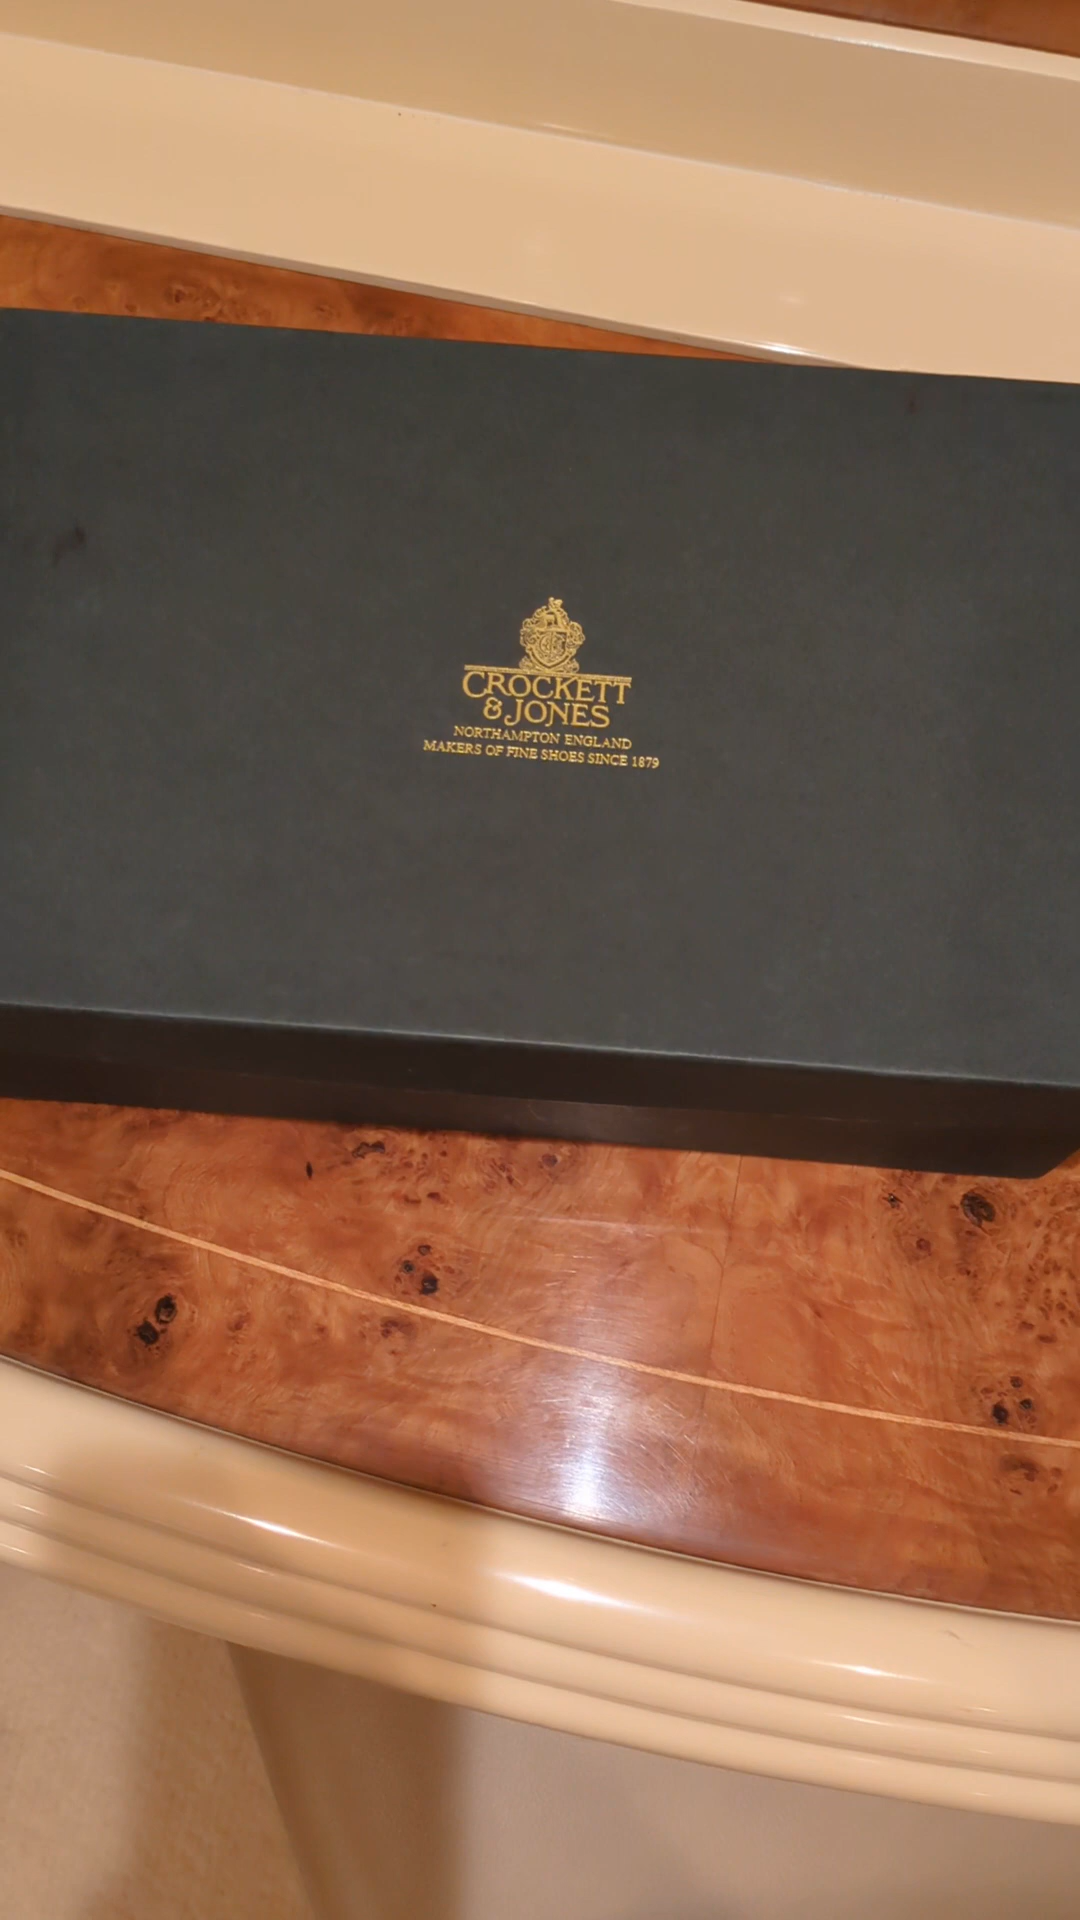 CROCKETT
& JONES
NORTHAMPTON ENGLAND
MAKERS OF FINE SHOES SINCE 1879